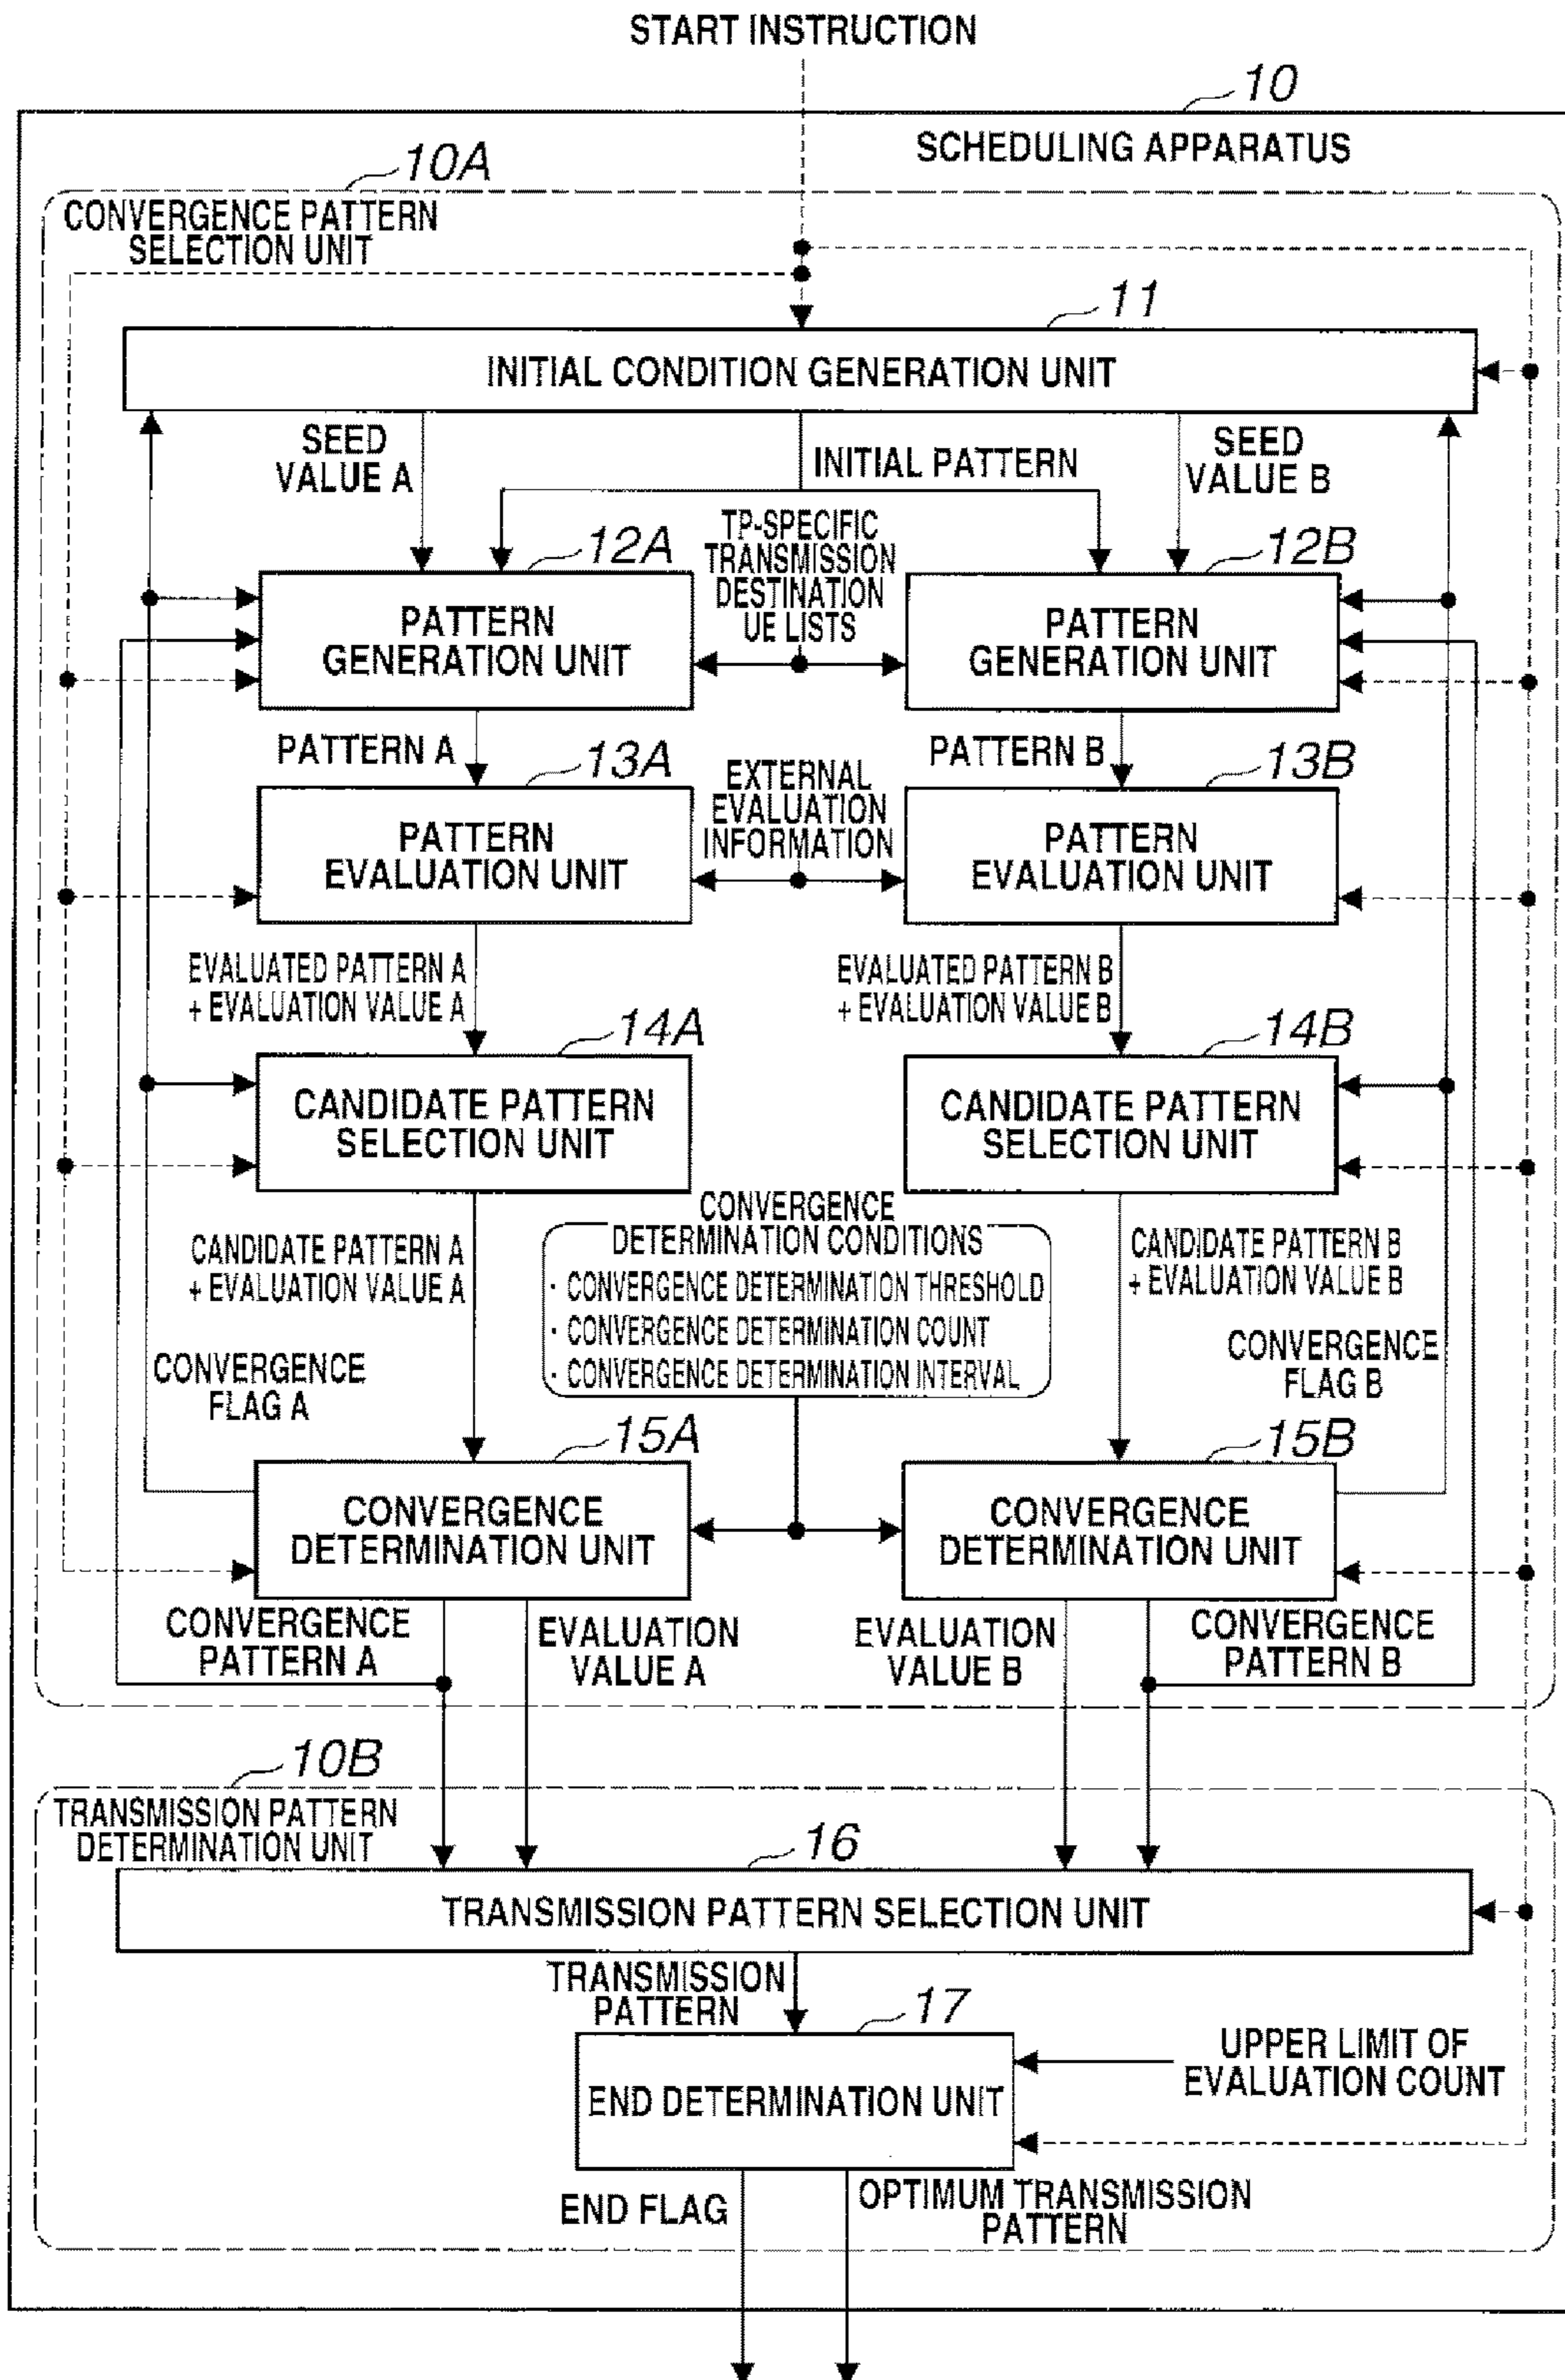 START INSTRUCTION
10
SCHEDULING APPARATUS
10A
CONVERGENCE PATTERN
SELECTION UNIT
11
INITIAL CONDITION GENERATION UNIT
SEED
VALUE A
INITIAL PATTERN
SEED
VALUE B
TP-SPECIFIC
TRANSMISSION
DESTINATION
UE LISTS
12A
PATTERN
GENERATION UNIT
12B
PATTERN
GENERATION UNIT
PATTERN A
PATTERN B
13A
PATTERN
EVALUATION UNIT
EXTERNAL
EVALUATION
INFORMATION
13B
PATTERN
EVALUATION UNIT
EVALUATED PATTERN A
+ EVALUATION VALUE A
EVALUATED PATTERN B
+ EVALUATION VALUE B
14A
CANDIDATE PATTERN
SELECTION UNIT
14B
CANDIDATE PATTERN
SELECTION UNIT
CANDIDATE PATTERN A
+ EVALUATION VALUE A
CONVERGENCE
DETERMINATION CONDITIONS
· CONVERGENCE DETERMINATION THRESHOLD
· CONVERGENCE DETERMINATION COUNT
· CONVERGENCE DETERMINATION INTERVAL
CANDIDATE PATTERN B
+ EVALUATION VALUE B
CONVERGENCE
FLAG A
CONVERGENCE
FLAG B
15A
CONVERGENCE
DETERMINATION UNIT
15B
CONVERGENCE
DETERMINATION UNIT
CONVERGENCE
PATTERN A
EVALUATION
VALUE A
EVALUATION
VALUE B
CONVERGENCE
PATTERN B
10B
TRANSMISSION PATTERN
DETERMINATION UNIT
16
TRANSMISSION PATTERN SELECTION UNIT
TRANSMISSION
PATTERN
17
END DETERMINATION UNIT
UPPER LIMIT OF
EVALUATION COUNT
END FLAG
OPTIMUM TRANSMISSION
PATTERN